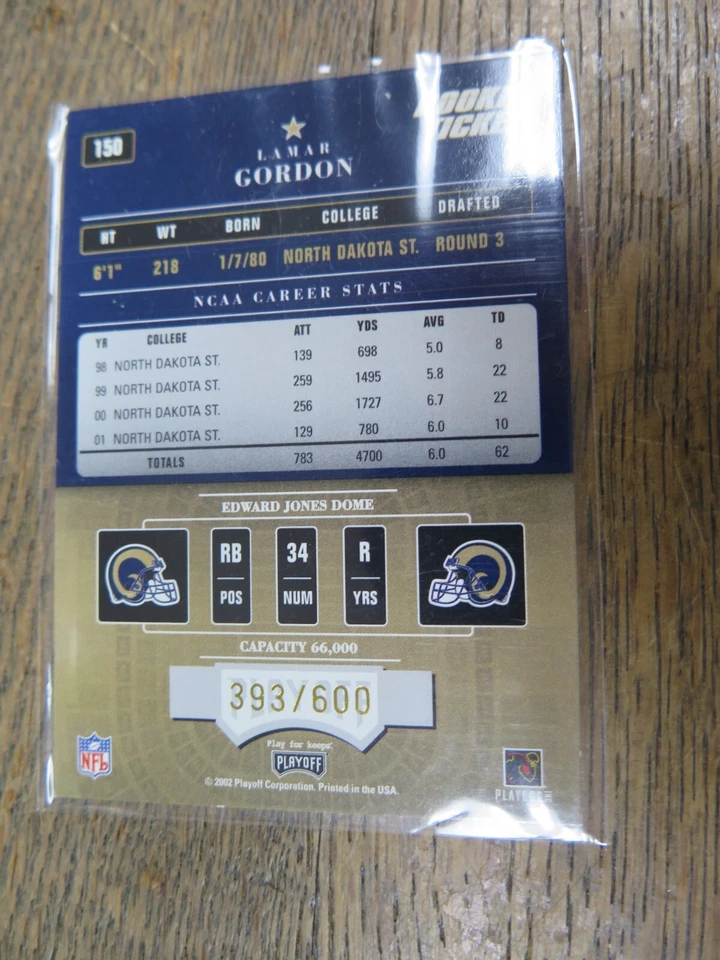 150
ROOKIE
TICKET
LAMAR
GORDON
HT WT BORN COLLEGE DRAFTED
6'1" 218 1/7/80 NORTH DAKOTA ST. ROUND 3
NCAA CAREER STATS
YR COLLEGE ATT YDS AVG TD
98 NORTH DAKOTA ST. 139 698 5.0 8
99 NORTH DAKOTA ST. 259 1495 5.8 22
00 NORTH DAKOTA ST. 256 1727 6.7 22
01 NORTH DAKOTA ST. 129 780 6.0 10
TOTALS 783 4700 6.0 62
EDWARD JONES DOME
RB 34 R
POS NUM YRS
CAPACITY 66,000
PLAYOFF
393/600
Play for keeps.
PLAYOFF
NFL
© 2002 Playoff Corporation. Printed in the USA.
PLAYERS INC